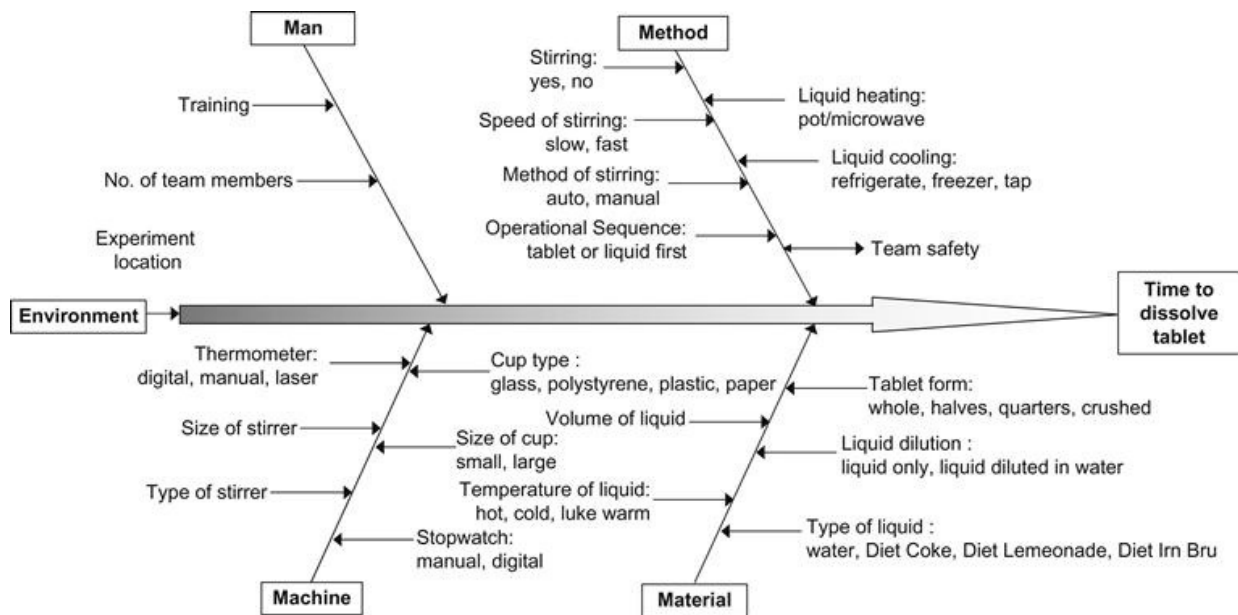 Man
Method
Stirring:
yes, no
Liquid heating:
pot/microwave
Training
Speed of stirring:
slow, fast
Liquid cooling:
refrigerate, freezer, tap
No. of team members
Method of stirring:
auto, manual
Operational Sequence:
tablet or liquid first
Team safety
Experiment
location
Environment
Time to
dissolve
tablet
Thermometer:
digital, manual, laser
Cup type :
glass, polystyrene, plastic, paper
Tablet form:
whole, halves, quarters, crushed
Size of stirrer
Volume of liquid
Size of cup:
small, large
Liquid dilution :
liquid only, liquid diluted in water
Type of stirrer
Temperature of liquid:
hot, cold, luke warm
Stopwatch:
manual, digital
Type of liquid :
water, Diet Coke, Diet Lemeonade, Diet Irn Bru
Machine
Material